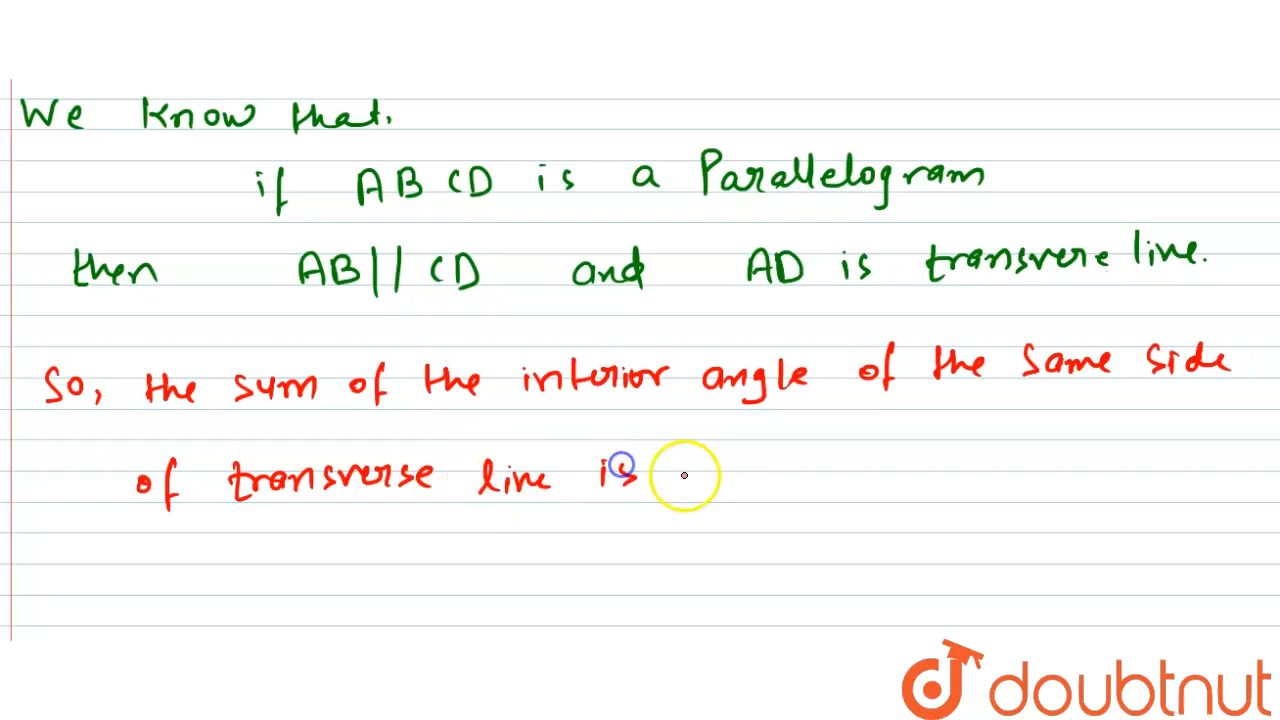 We know that.
if ABCD is a Parallelogram
then AB || CD and AD is transvere line.
So, the sum of the interior angle of the same side
of transverse line is
doubtnut